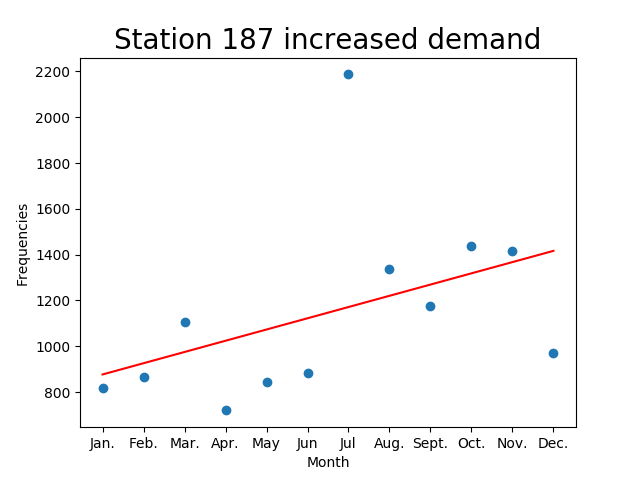 Station 187 increased demand
2200
2000
1800
1600
1400
1200
1000
800
Frequencies
Jan. Feb. Mar. Apr. May Jun Jul Aug. Sept. Oct. Nov. Dec.
Month